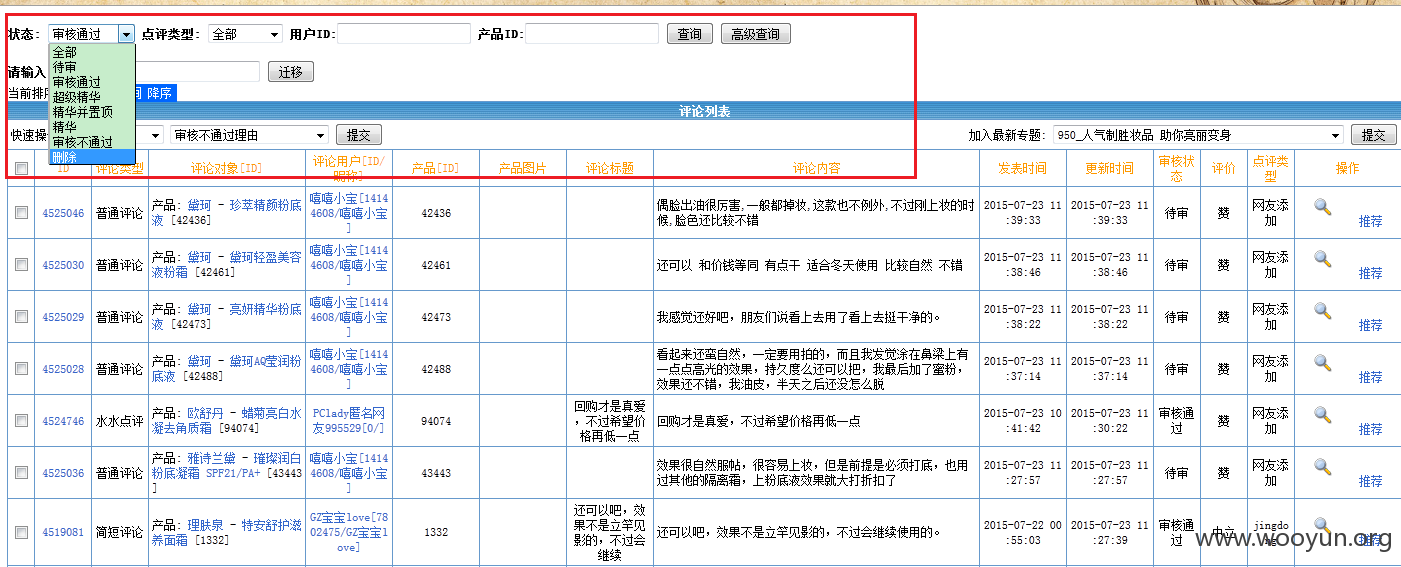 状态: 审核通过 点评类型: 全部 用户ID: 产品ID: 查询 高级查询
全部
待审
审核通过
超级精华
精华并置顶
精华
审核不通过
删除
请输入 迁移
当前排 间 降序
评论列表
快速操 审核不通过理由 提交 加入最新专题: 950_人气制胜妆品 助你亮丽变身 提交
ID 评论类型 评论对象[ID] 评论用户[ID/昵称] 产品[ID] 产品图片 评论标题 评论内容 发表时间 更新时间 审核状态 评价 点评类型 操作
4525046 普通评论 产品: 黛珂 - 珍萃精颜粉底液 [42436] 嘻嘻小宝[14144608/嘻嘻小宝] 42436 偶脸出油很厉害,一般都掉妆,这款也不例外,不过刚上妆的时候,脸色还比较不错 2015-07-23 11:39:33 2015-07-23 11:39:33 待审 赞 网友添加 推荐
4525030 普通评论 产品: 黛珂 - 黛珂轻盈美容液粉霜 [42461] 嘻嘻小宝[14144608/嘻嘻小宝] 42461 还可以 和价钱等同 有点干 适合冬天使用 比较自然 不错 2015-07-23 11:38:46 2015-07-23 11:38:46 待审 赞 网友添加 推荐
4525029 普通评论 产品: 黛珂 - 亮妍精华粉底液 [42473] 嘻嘻小宝[14144608/嘻嘻小宝] 42473 我感觉还好吧，朋友们说看上去用了看上去挺干净的。 2015-07-23 11:38:22 2015-07-23 11:38:22 待审 赞 网友添加 推荐
4525028 普通评论 产品: 黛珂 - 黛珂AQ莹润粉底液 [42488] 嘻嘻小宝[14144608/嘻嘻小宝] 42488 看起来还蛮自然，一定要用拍的，而且我发觉涂在鼻梁上有一点点高光的效果，持久度么还可以把，我最后加了蜜粉，效果还不错，我油皮，半天之后还没怎么脱 2015-07-23 11:37:14 2015-07-23 11:37:14 待审 赞 网友添加 推荐
4524746 水水点评 产品: 欧舒丹 - 蜡菊亮白水凝去角质霜 [94074] PClady匿名网友995529[0/] 94074 回购才是真爱，不过希望价格再低一点 回购才是真爱，不过希望价格再低一点 2015-07-23 10:41:42 2015-07-23 11:30:22 审核通过 赞 网友添加 推荐
4525036 普通评论 产品: 雅诗兰黛 - 璀璨润白粉底凝霜 SPF21/PA+ [43443] 嘻嘻小宝[14144608/嘻嘻小宝] 43443 效果很自然服帖，很容易上妆，但是前提是必须打底，也用过其他的隔离霜，上粉底液效果就大打折扣了 2015-07-23 11:27:57 2015-07-23 11:27:57 待审 赞 网友添加 推荐
4519081 简短评论 产品: 理肤泉 - 特安舒护滋养面霜 [1332] GZ宝宝love[7802475/GZ宝宝love] 1332 还可以吧，效果不是立竿见影的，不过会继续 还可以吧，效果不是立竿见影的，不过会继续使用的。 2015-07-22 00:55:03 2015-07-23 11:27:39 审核通过 中立 jingdo
www.wooyun.org